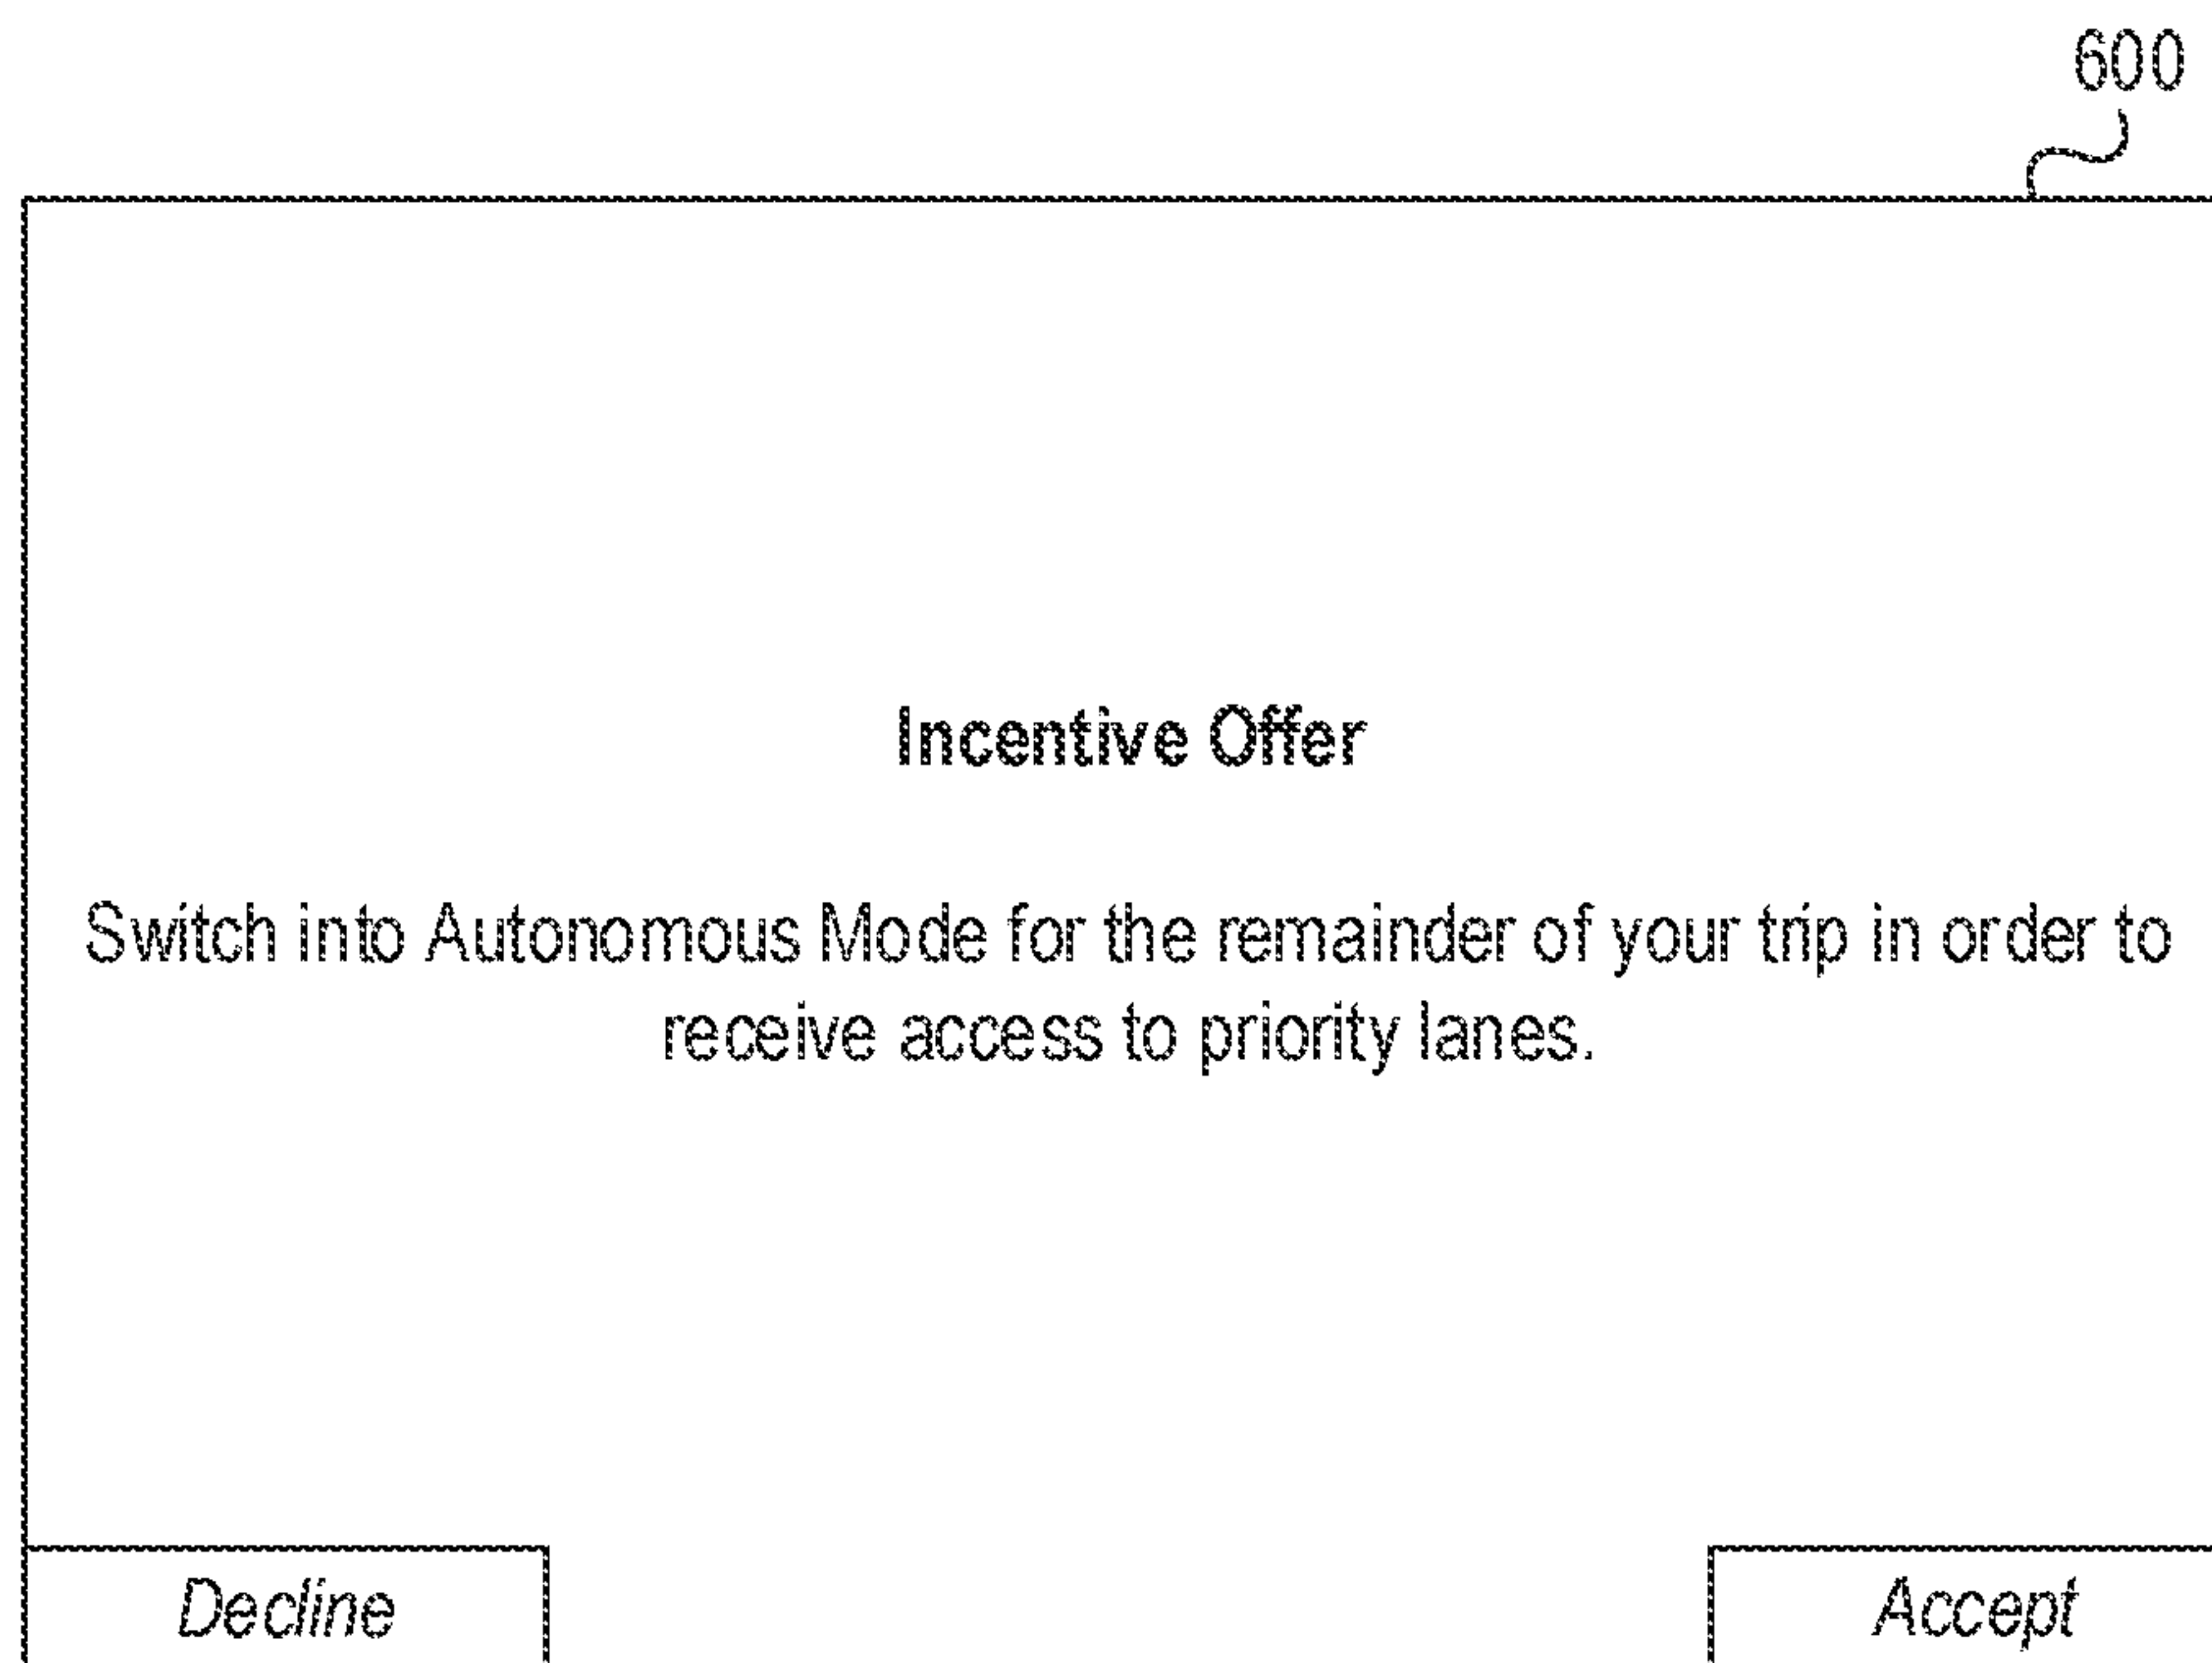 600
Incentive Offer
Switch into Autonomous Mode for the remainder of your trip in order to
receive access to priority lanes.
Decline
Accept